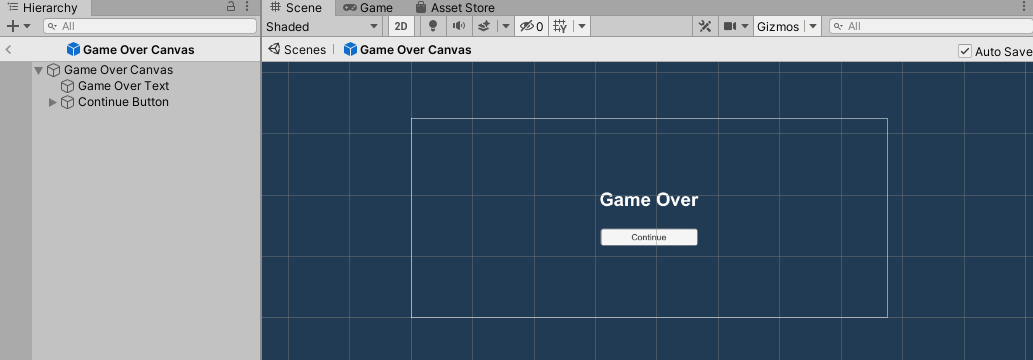 Hierarchy
All
Game Over Canvas
Game Over Canvas
Game Over Text
Continue Button
Scene Game Asset Store
Shaded 2D 0 Gizmos All
Scenes Game Over Canvas Auto Save
Game Over
Continue